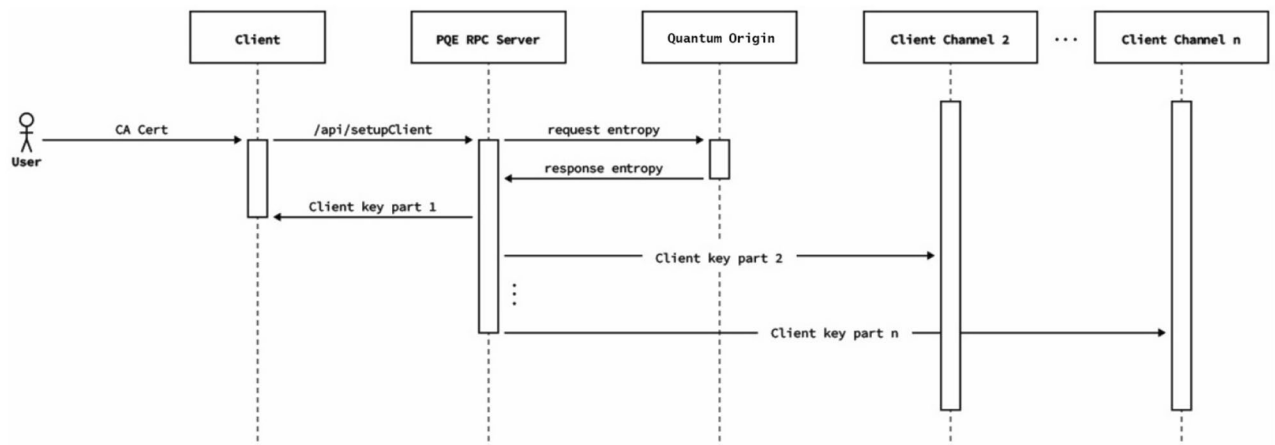 Client
PQE RPC Server
Quantum Origin
Client Channel 2
...
Client Channel n
CA Cert
/api/setupClient
request entropy
User
response entropy
Client key part 1
Client key part 2
Client key part n